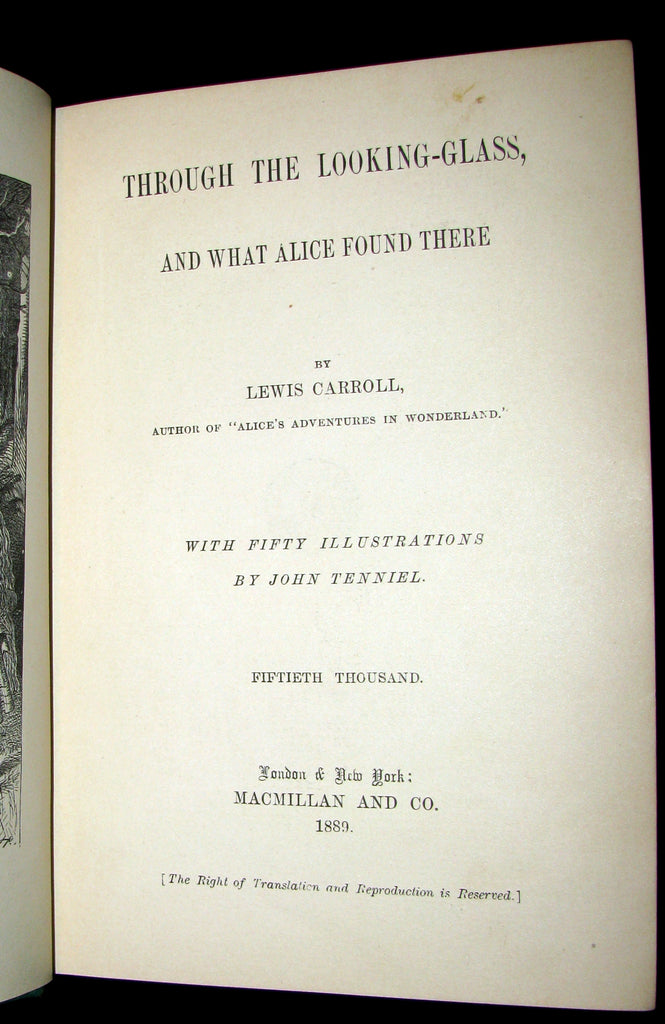 THROUGH THE LOOKING-GLASS,
AND WHAT ALICE FOUND THERE
BY
LEWIS CARROLL,
AUTHOR OF "ALICE'S ADVENTURES IN WONDERLAND.'
WITH FIFTY ILLUSTRATIONS
BY JOHN TENNIEL.
FIFTIETH THOUSAND.
London & New York:
MACMILLAN AND CO.
1889.
[The Right of Translation and Reproduction is Reserved.]